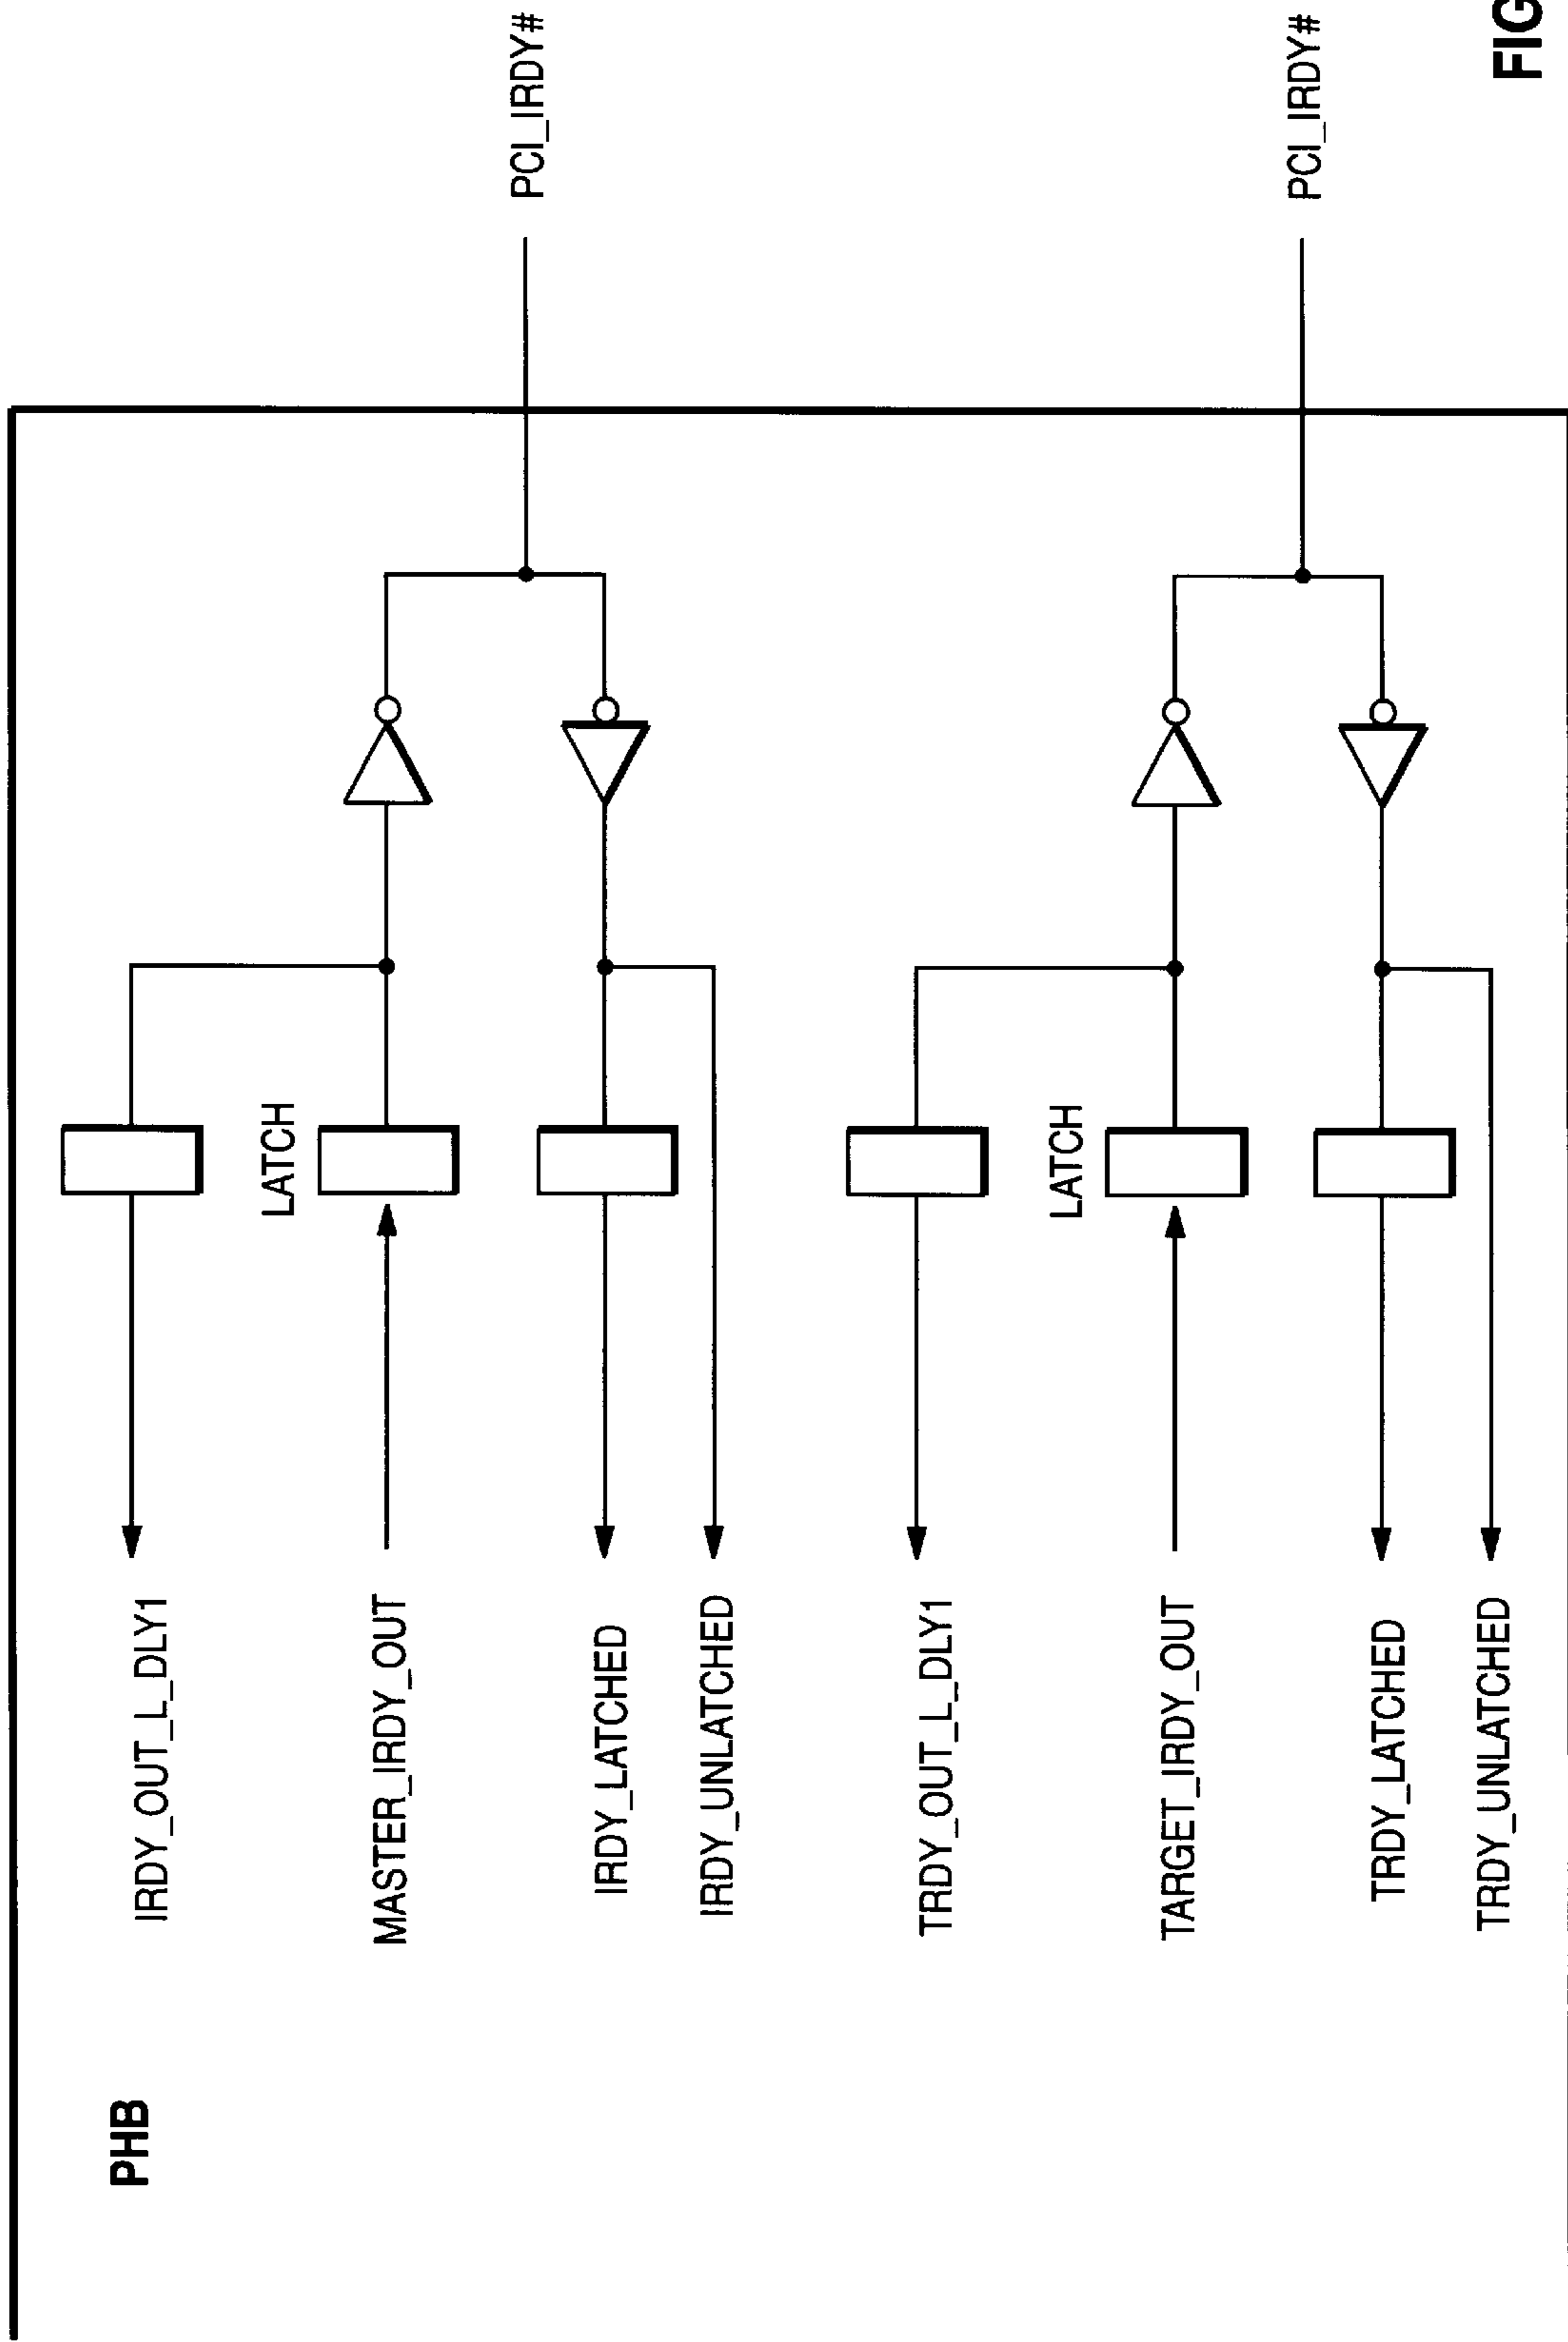 PHB
IRDY_OUT_L_DLY1
LATCH
MASTER_IRDY_OUT
PCI_IRDY#
IRDY_LATCHED
IRDY_UNLATCHED
TRDY_OUT_L_DLY1
LATCH
TARGET_IRDY_OUT
PCI_IRDY#
TRDY_LATCHED
TRDY_UNLATCHED
FIG